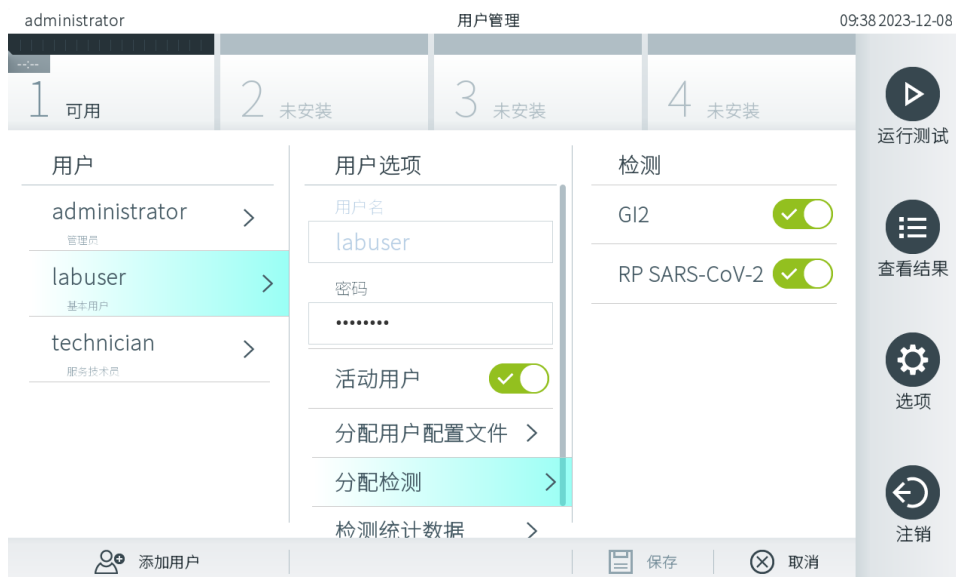 administrator
用户管理
09:38 2023-12-08
--:--
1 可用
2 未安装
3 未安装
4 未安装
用户
administrator
管理员
labuser
基本用户
technician
服务技术员
用户选项
用户名
labuser
密码
••••••••
活动用户
分配用户配置文件
分配检测
检测统计数据
检测
GI2
RP SARS-CoV-2
运行测试
查看结果
选项
注销
添加用户
保存
取消